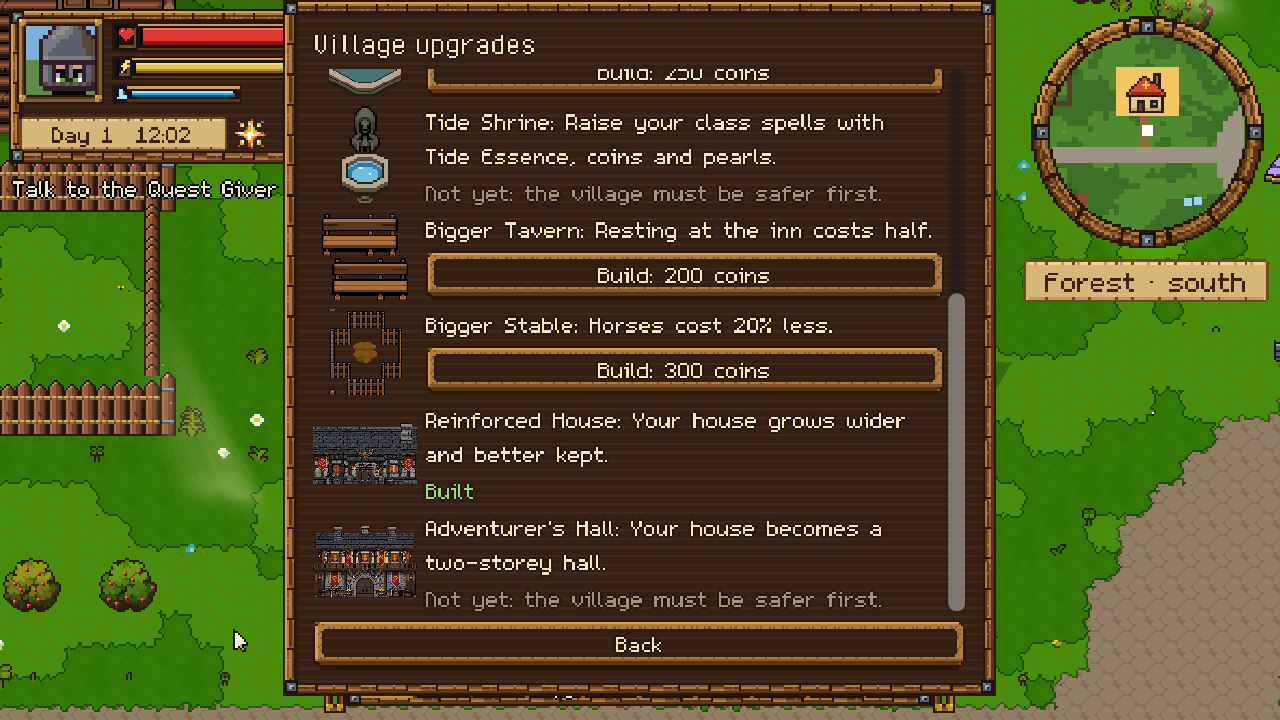 Village upgrades
Build: 250 coins
Day 1 12:02
Talk to the Quest Giver
Tide Shrine: Raise your class spells with
Tide Essence, coins and pearls.
Not yet: the village must be safer first.
Bigger Tavern: Resting at the inn costs half.
Build: 200 coins
Bigger Stable: Horses cost 20% less.
Build: 300 coins
Reinforced House: Your house grows wider
and better kept.
Built
Adventurer's Hall: Your house becomes a
two-storey hall.
Not yet: the village must be safer first.
Back
Forest · south